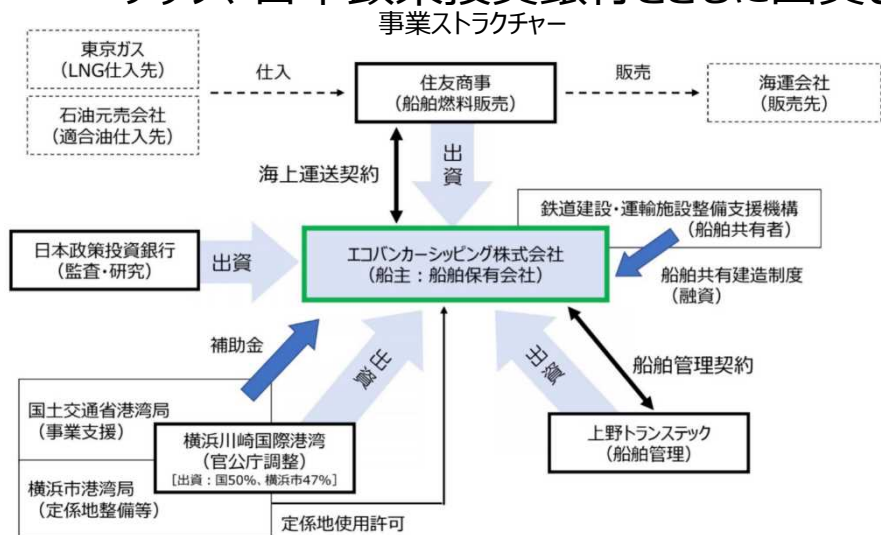 事業ストラクチャー
東京ガス
(LNG仕入先)
石油元売会社
(適合油仕入先)
仕入
住友商事
(船舶燃料販売)
販売
海運会社
(販売先)
海上運送契約
出資
鉄道建設・運輸施設整備支援機構
(船舶共有者)
日本政策投資銀行
(監査・研究)
出資
エコバンカーシッピング株式会社
(船主：船舶保有会社)
船舶共有建造制度
(融資)
補助金
出資
出資
船舶管理契約
国土交通省港湾局
(事業支援)
横浜川崎国際港湾
(官公庁調整)
[出資：国50%、横浜市47%]
上野トランステック
(船舶管理)
横浜市港湾局
(定係地整備等)
定係地使用許可